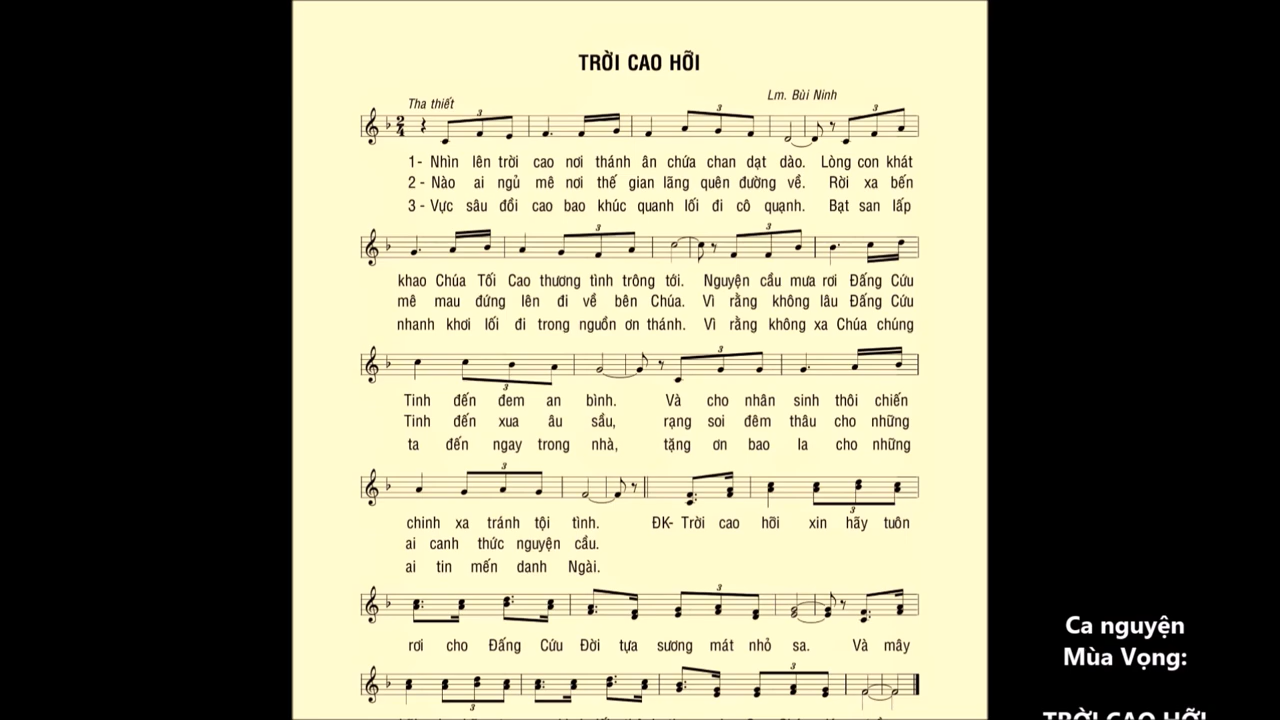 TRỜI CAO HỠI
Tha thiết
Lm. Bùi Ninh
1- Nhìn lên trời cao nơi thánh ân chứa chan dạt dào. Lòng con khát
2 - Nào ai ngủ mê nơi thế gian lãng quên đường về. Rời xa bến
3 - Vực sâu đồi cao bao khúc quanh lối đi cô quạnh. Bạt san lấp
khao Chúa Tối Cao thương tình trông tới. Nguyện cầu mưa rơi Đấng Cứu
mê mau đứng lên đi về bên Chúa. Vì rằng không lâu Đấng Cứu
nhanh khơi lối đi trong nguồn ơn thánh. Vì rằng không xa Chúa chúng
Tinh đến đem an bình. Và cho nhân sinh thôi chiến
Tinh đến xua âu sầu, rạng soi đêm thâu cho những
ta đến ngay trong nhà, tặng ơn bao la cho những
chinh xa tránh tội tình. ĐK- Trời cao hỡi xin hãy tuôn
ai canh thức nguyện cầu.
ai tin mến danh Ngài.
rơi cho Đấng Cứu Đời tựa sương mát nhỏ sa. Và mây
Ca nguyện
Mùa Vọng:
TRỜI CAO HỠI